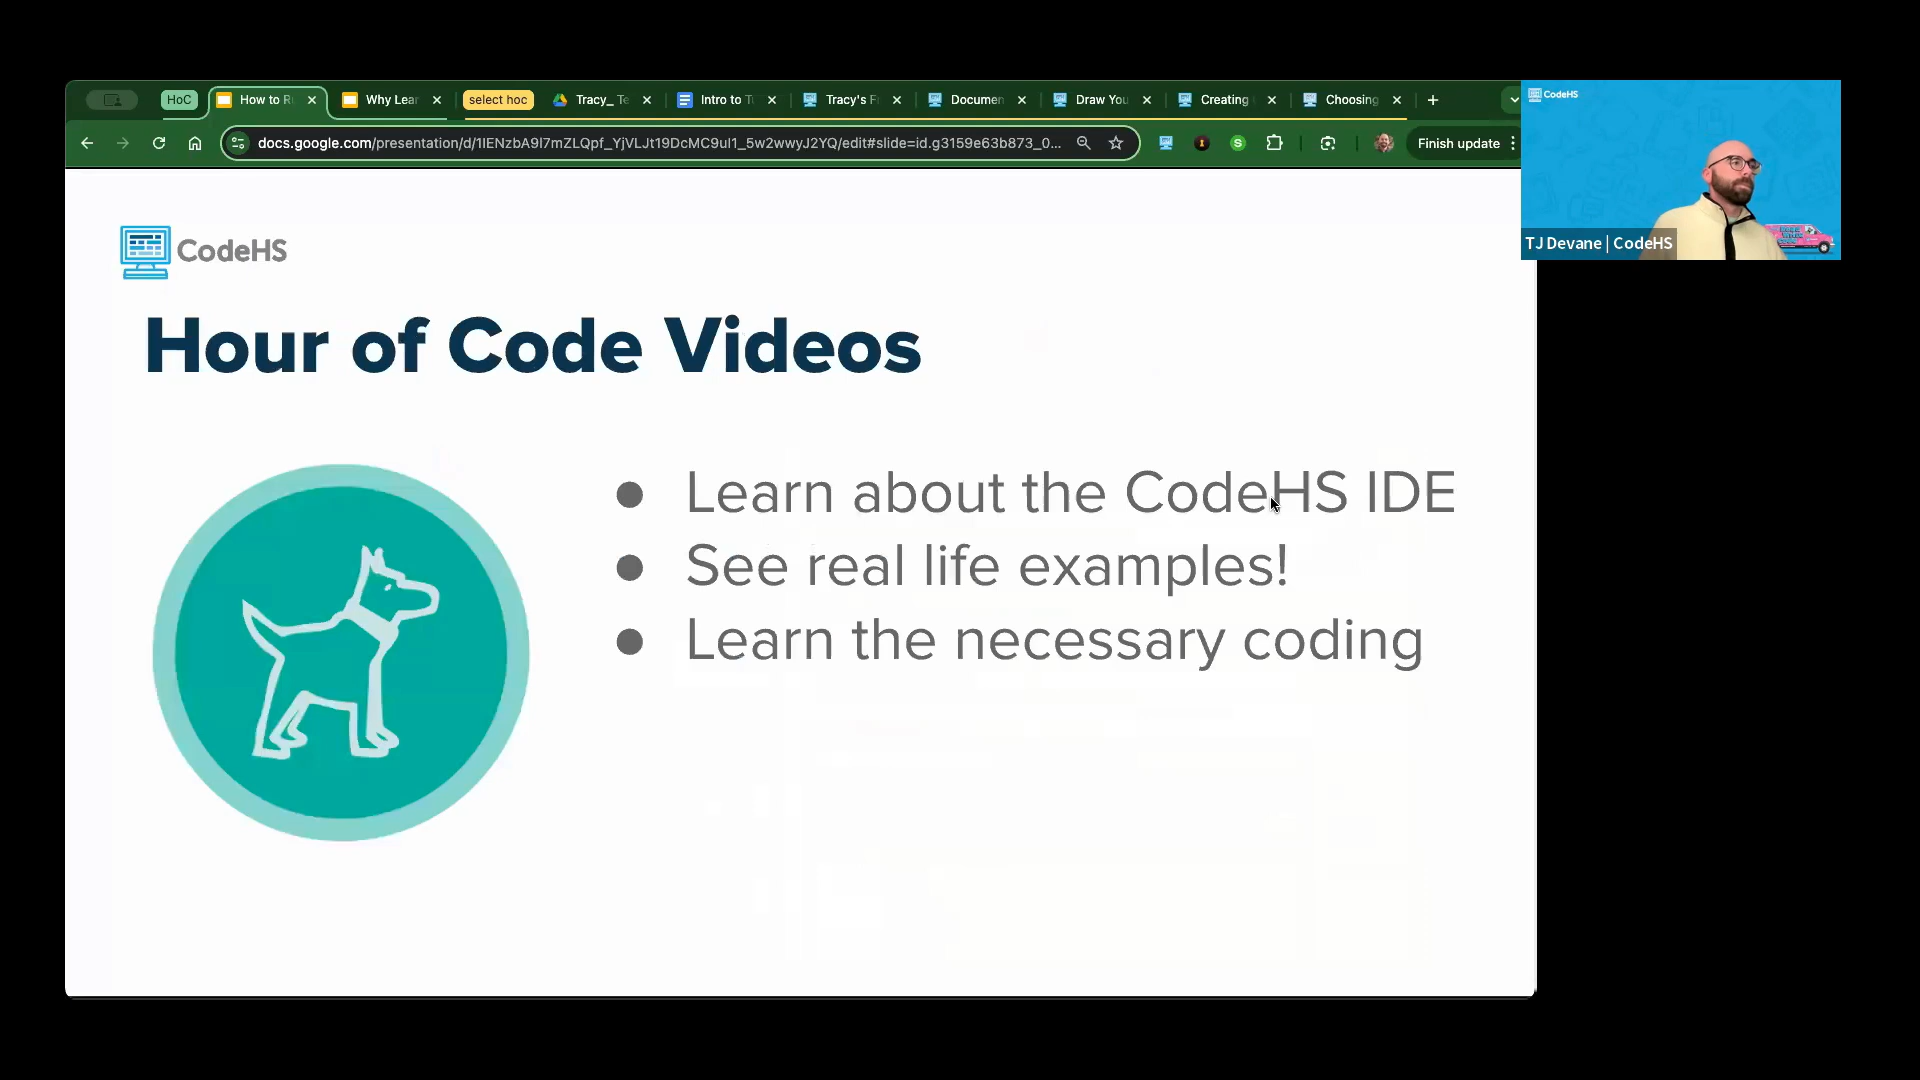 HoC
How to R
Why Lear
select hoc
Tracy_ Te
Intro to T
Tracy's F
Documen
Draw You
Creating
Choosing
docs.google.com/presentation/d/1IENzbA9l7mZLQpf_YjVLJt19DcMC9uI1_5w2wwyJ2YQ/edit#slide=id.g3159e63b873_0...
Finish update
CodeHS
TJ Devane | CodeHS
CodeHS
Hour of Code Videos
● Learn about the CodeHS IDE
● See real life examples!
● Learn the necessary coding